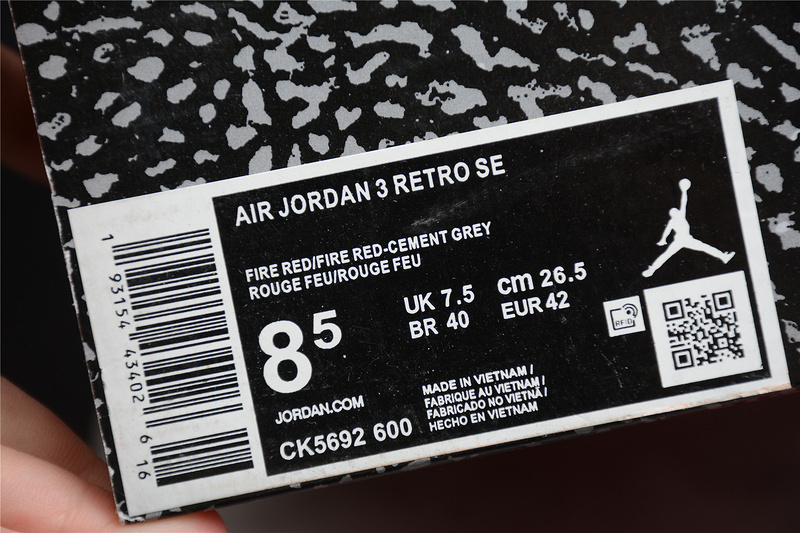 AIR JORDAN 3 RETRO SE
FIRE RED/FIRE RED-CEMENT GREY
ROUGE FEU/ROUGE FEU
8⁵
UK 7.5 cm 26.5
BR 40 EUR 42
RFID
JORDAN.COM
CK5692 600
MADE IN VIETNAM /
FABRIQUE AU VIETNAM /
FABRICADO NO VIETNÃ /
HECHO EN VIETNAM
1 93154 43402 6 16